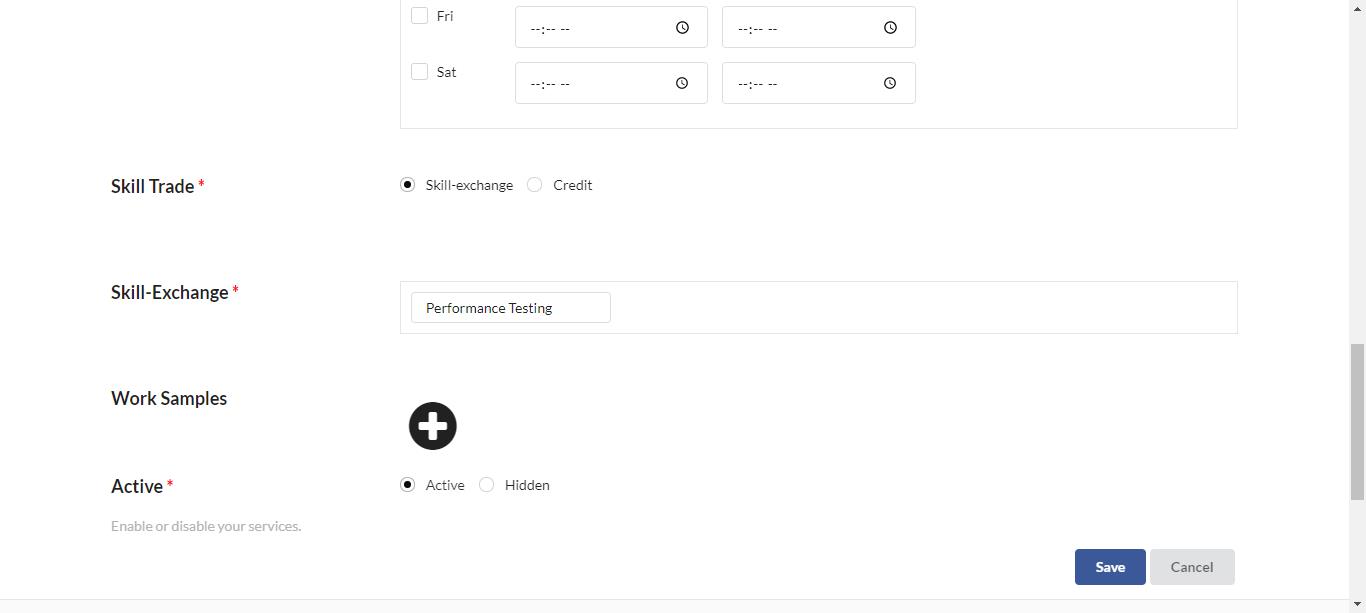 Fri --:-- -- --:-- --
Sat --:-- -- --:-- --
Skill Trade * Skill-exchange Credit
Skill-Exchange * Performance Testing
Work Samples
Active * Active Hidden
Enable or disable your services.
Save Cancel